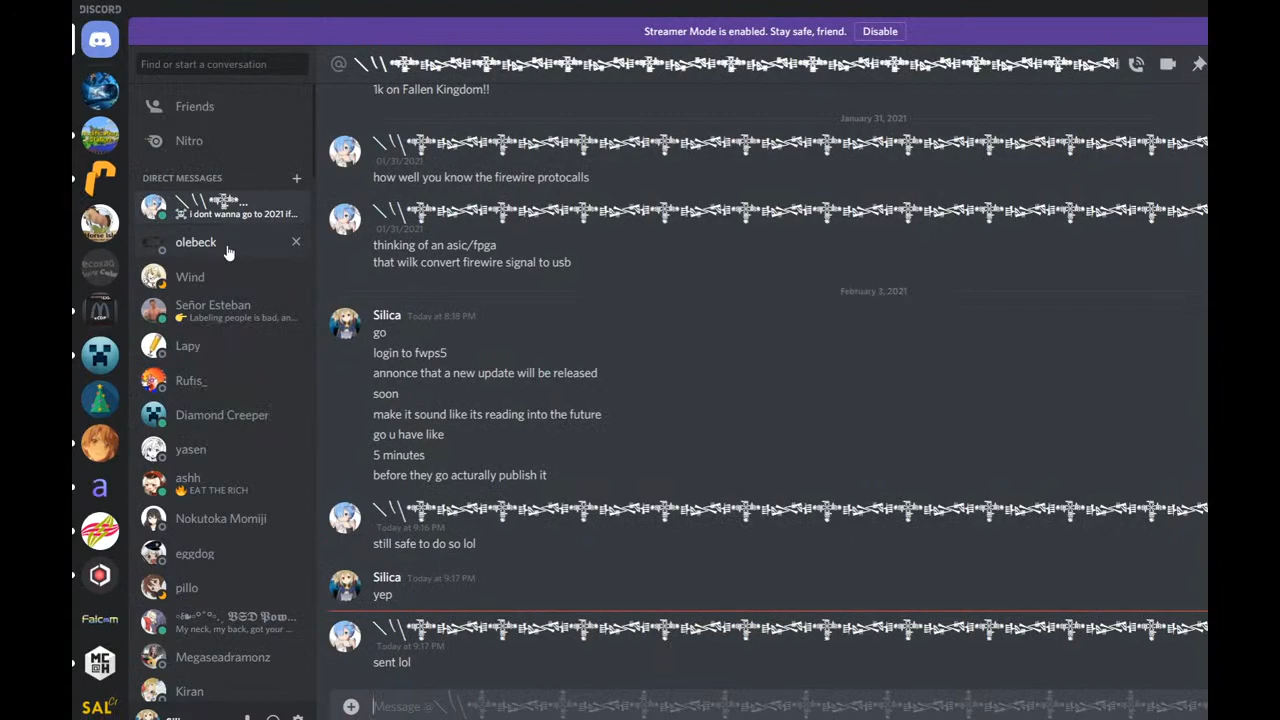 DISCORD
Streamer Mode is enabled. Stay safe, friend. Disable
Find or start a conversation
Friends
Nitro
DIRECT MESSAGES
i dont wanna go to 2021 if...
olebeck
Wind
Señor Esteban
👉 Labeling people is bad, an...
Lapy
Rufis_
Diamond Creeper
yasen
ashh
🔥 EAT THE RICH
Nokutoka Momiji
eggdog
pillo
My neck, my back, got your ...
Megaseadramonz
Kiran
Falcom
MC
SAL
1k on Fallen Kingdom!!
January 31, 2021
01/31/2021
how well you know the firewire protocalls
01/31/2021
thinking of an asic/fpga
that wilk convert firewire signal to usb
February 3, 2021
Silica Today at 8:18 PM
go
login to fwps5
annonce that a new update will be released
soon
make it sound like its reading into the future
go u have like
5 minutes
before they go acturally publish it
Today at 9:16 PM
still safe to do so lol
Silica Today at 9:17 PM
yep
Today at 9:17 PM
sent lol
Message @